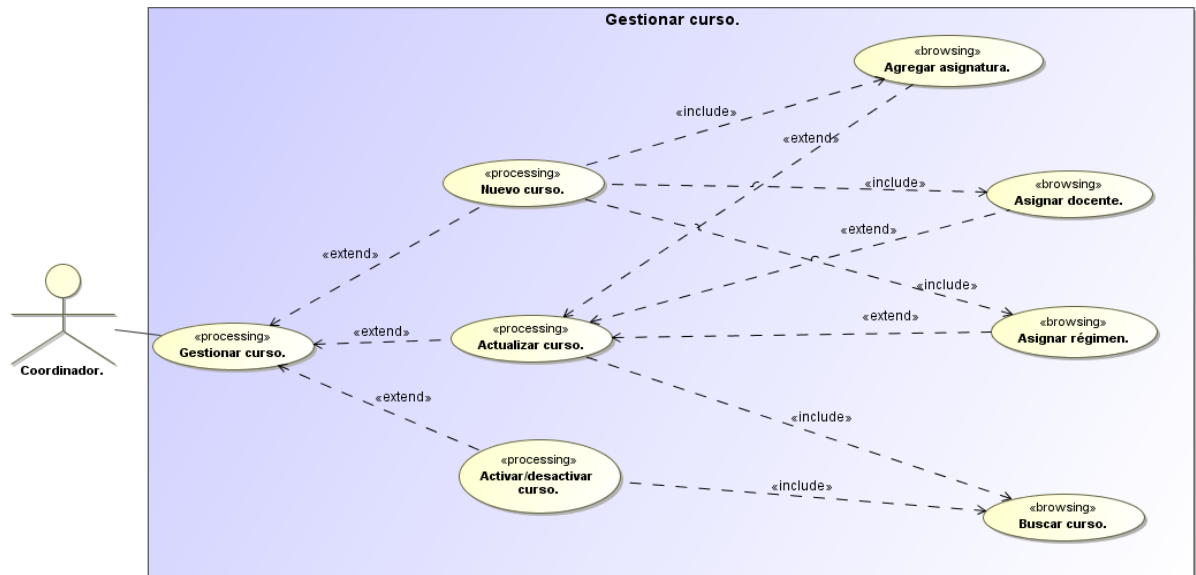 Gestionar curso.
«browsing»
Agregar asignatura.
«include»
«extend»
«processing»
Nuevo curso.
«include»
«browsing»
Asignar docente.
«extend»
«extend»
«include»
«processing»
Gestionar curso.
«extend»
«processing»
Actualizar curso.
«extend»
«browsing»
Asignar régimen.
Coordinador.
«extend»
«include»
«processing»
Activar/desactivar
curso.
«include»
«browsing»
Buscar curso.